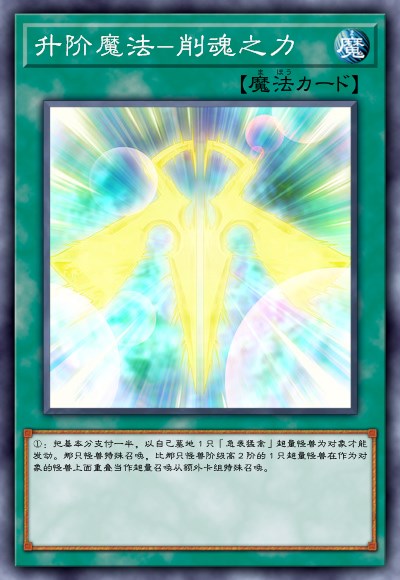 升阶魔法-削魂之力
魔
【魔法カード】
まほう
①：把基本分支付一半，以自己墓地１只「急袭猛禽」超量怪兽为对象才能
发动。那只怪兽特殊召唤，比那只怪兽阶级高２阶的１只超量怪兽在作为对
象的怪兽上面重叠当作超量召唤从额外卡组特殊召唤。